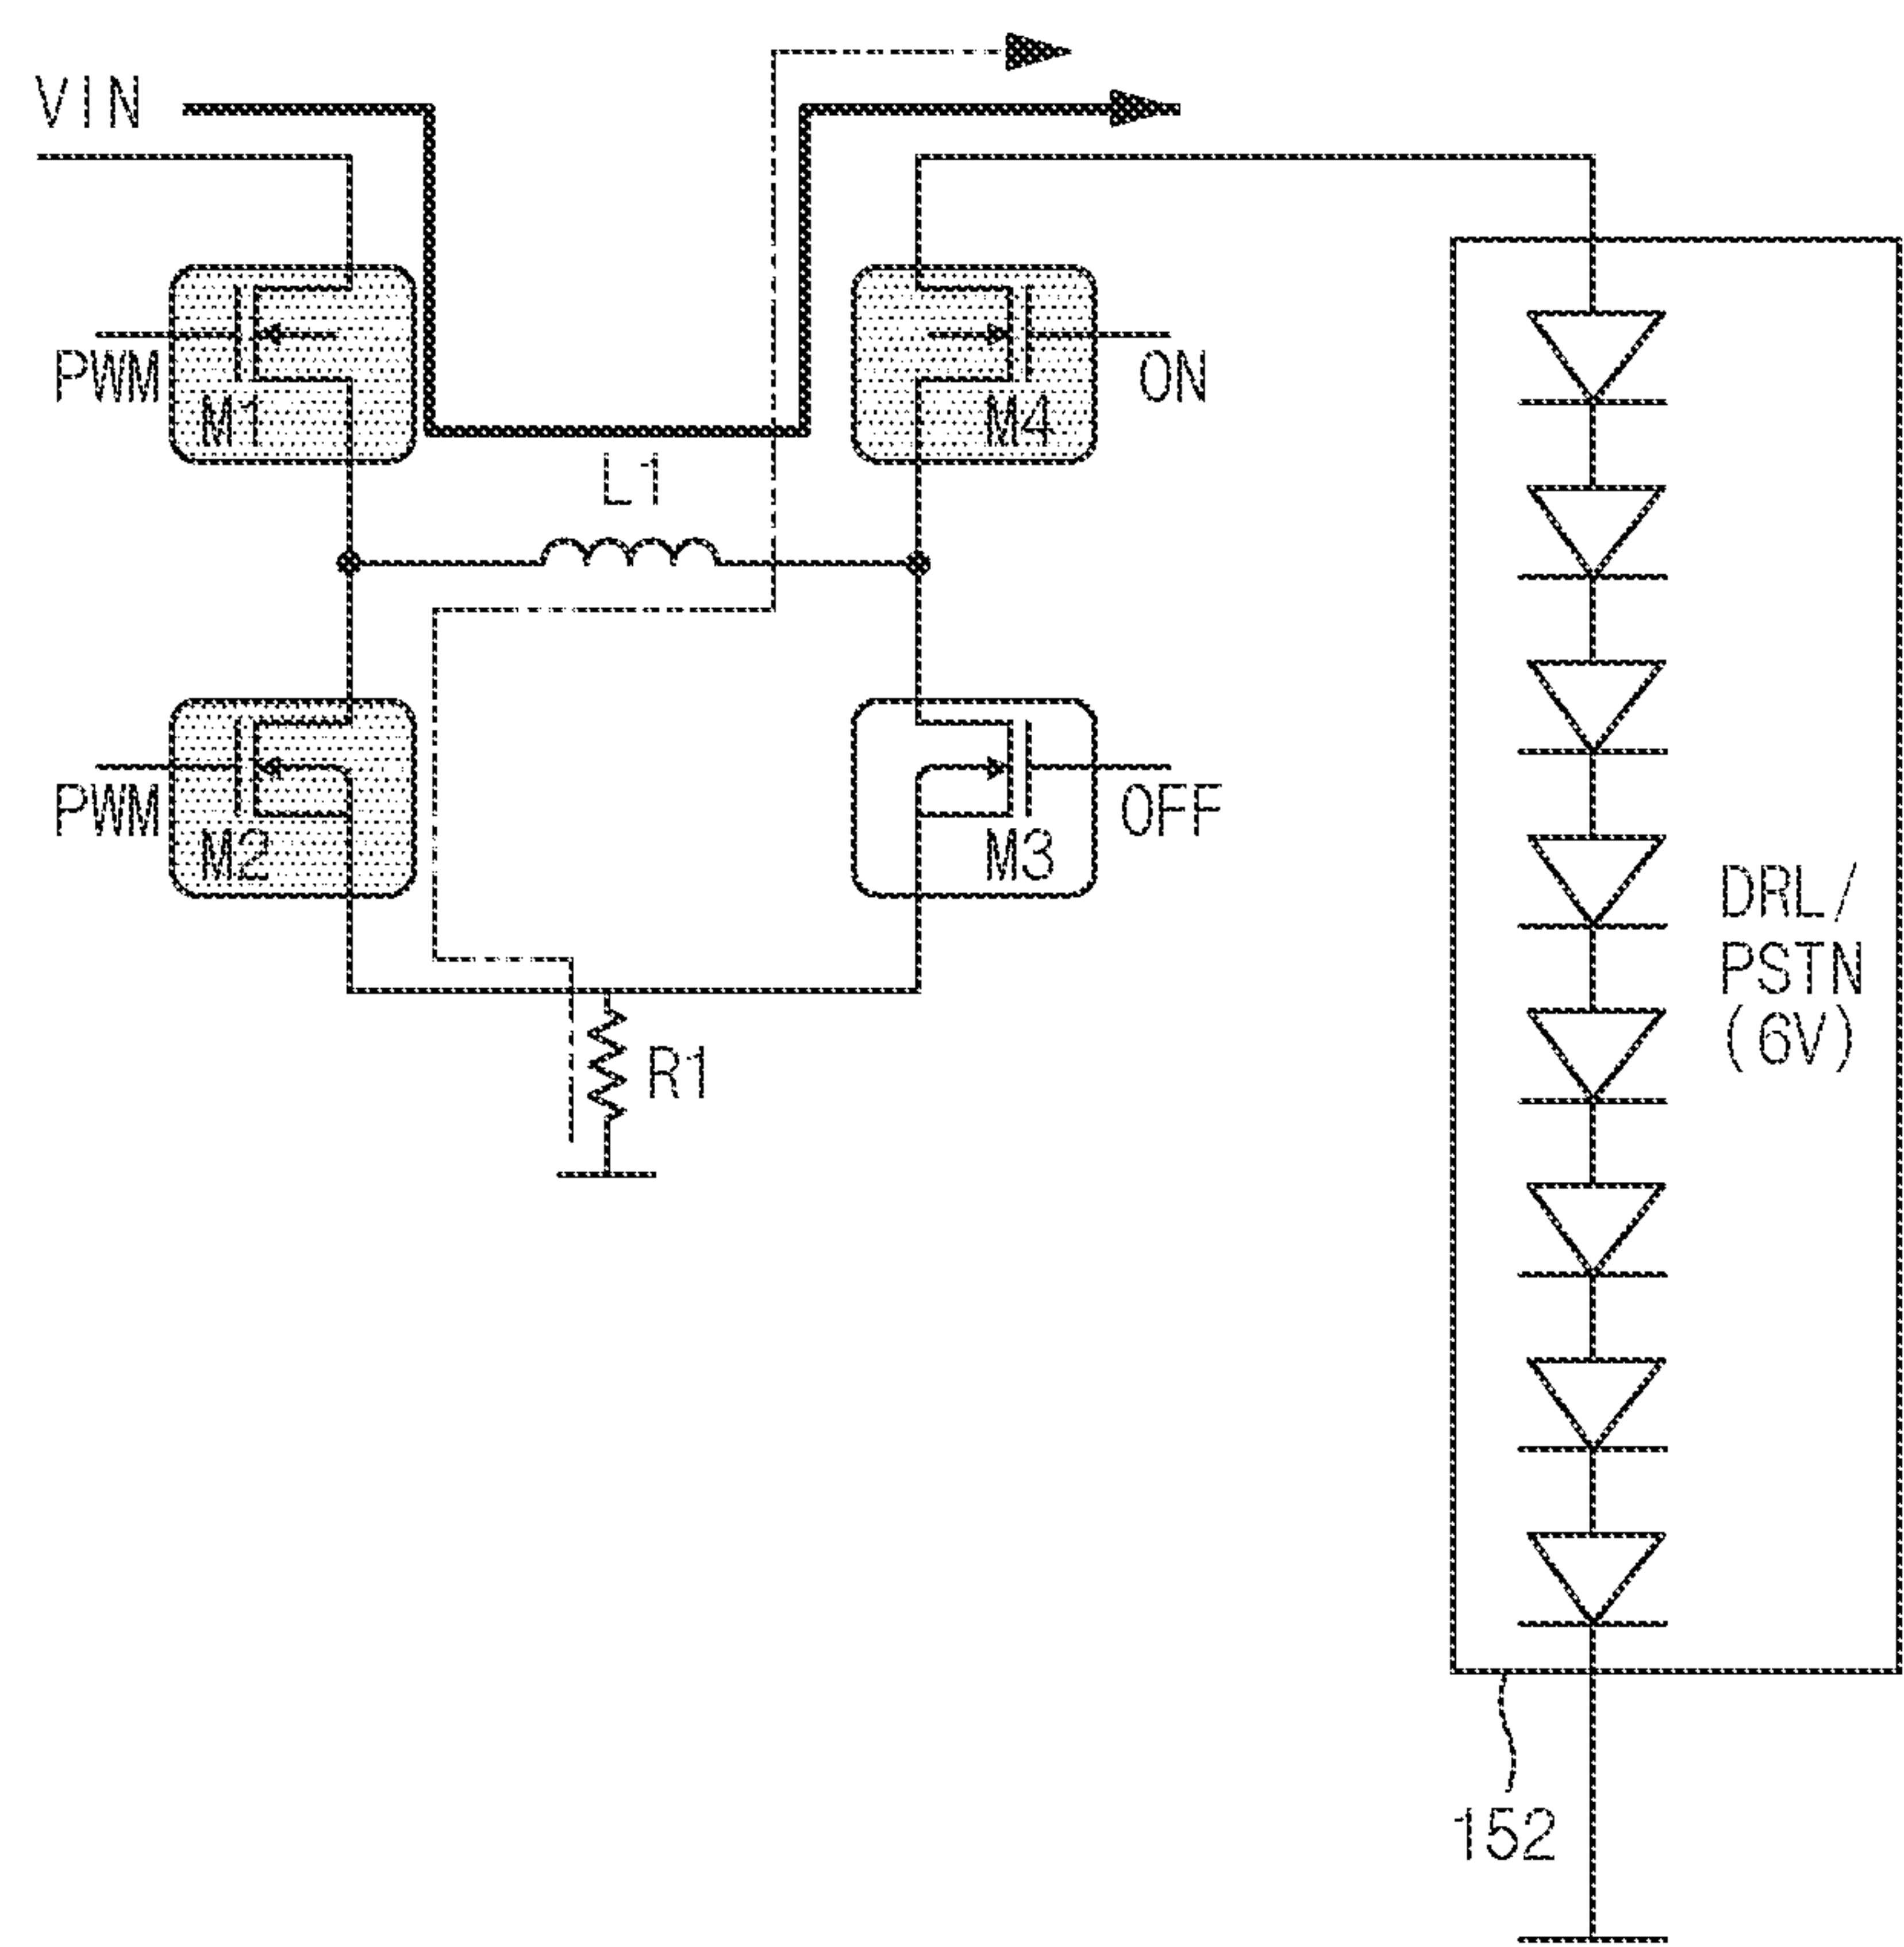 VIN
PWM
M1
M4
ON
L1
PWM
M2
M3
OFF
DRL/
PSTN
(6V)
R1
152